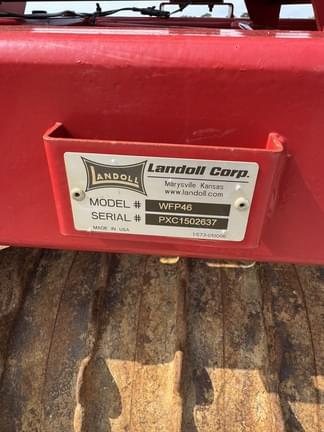 LANDOLL
Landoll Corp.
Marysville, Kansas
www.landoll.com
MODEL # WFP46
SERIAL # PXC1502637
MADE IN USA